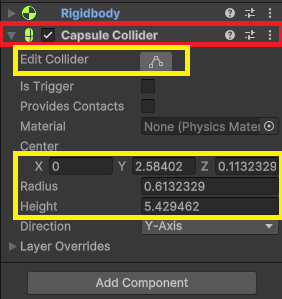 Rigidbody
Capsule Collider
Edit Collider
Is Trigger
Provides Contacts
Material None (Physics Mater
Center
X 0 Y 2.58402 Z 0.1132329
Radius 0.6132329
Height 5.429462
Direction Y-Axis
Layer Overrides
Add Component